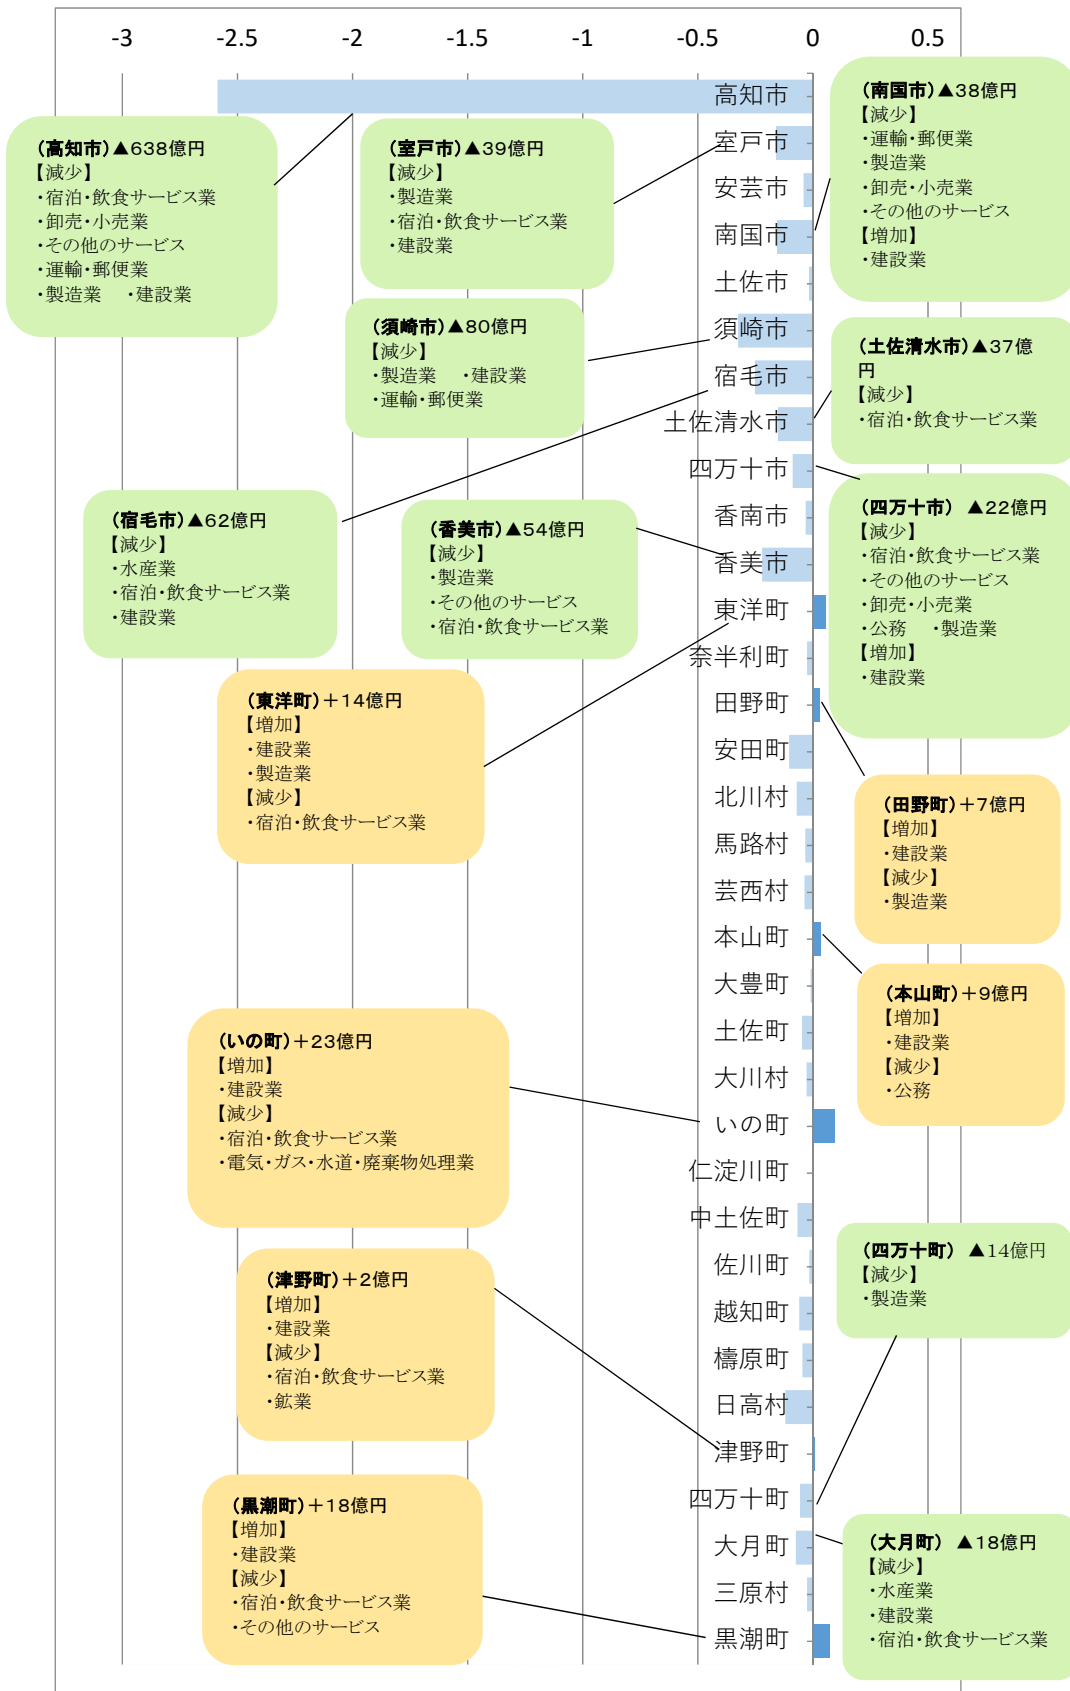 -3 -2.5 -2 -1.5 -1 -0.5 0 0.5
高知市
室戸市
安芸市
南国市
土佐市
須崎市
宿毛市
土佐清水市
四万十市
香南市
香美市
東洋町
奈半利町
田野町
安田町
北川村
馬路村
芸西村
本山町
大豊町
土佐町
大川村
いの町
仁淀川町
中土佐町
佐川町
越知町
檮原町
日高村
津野町
四万十町
大月町
三原村
黒潮町
(高知市)▲638億円
【減少】
・宿泊・飲食サービス業
・卸売・小売業
・その他のサービス
・運輸・郵便業
・製造業　・建設業
(室戸市)▲39億円
【減少】
・製造業
・宿泊・飲食サービス業
・建設業
(南国市)▲38億円
【減少】
・運輸・郵便業
・製造業
・卸売・小売業
・その他のサービス
【増加】
・建設業
(須崎市)▲80億円
【減少】
・製造業　・建設業
・運輸・郵便業
(土佐清水市)▲37億
円
【減少】
・宿泊・飲食サービス業
(宿毛市)▲62億円
【減少】
・水産業
・宿泊・飲食サービス業
・建設業
(香美市)▲54億円
【減少】
・製造業
・その他のサービス
・宿泊・飲食サービス業
(四万十市) ▲22億円
【減少】
・宿泊・飲食サービス業
・その他のサービス
・卸売・小売業
・公務　・製造業
【増加】
・建設業
(東洋町)＋14億円
【増加】
・建設業
・製造業
【減少】
・宿泊・飲食サービス業
(田野町)＋7億円
【増加】
・建設業
【減少】
・製造業
(本山町)＋9億円
【増加】
・建設業
【減少】
・公務
(いの町)＋23億円
【増加】
・建設業
【減少】
・宿泊・飲食サービス業
・電気・ガス・水道・廃棄物処理業
(津野町)＋2億円
【増加】
・建設業
【減少】
・宿泊・飲食サービス業
・鉱業
(四万十町) ▲14億円
【減少】
・製造業
(黒潮町)＋18億円
【増加】
・建設業
【減少】
・宿泊・飲食サービス業
・その他のサービス
(大月町) ▲18億円
【減少】
・水産業
・建設業
・宿泊・飲食サービス業